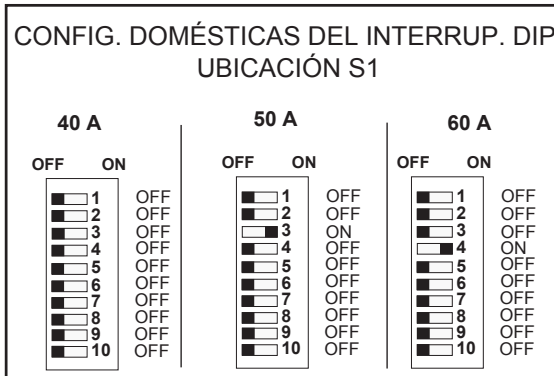 CONFIG. DOMÉSTICAS DEL INTERRUP. DIP
UBICACIÓN S1
40 A
OFF ON
1 OFF
2 OFF
3 OFF
4 OFF
5 OFF
6 OFF
7 OFF
8 OFF
9 OFF
10 OFF
50 A
OFF ON
1 OFF
2 OFF
3 ON
4 OFF
5 OFF
6 OFF
7 OFF
8 OFF
9 OFF
10 OFF
60 A
OFF ON
1 OFF
2 OFF
3 OFF
4 ON
5 OFF
6 OFF
7 OFF
8 OFF
9 OFF
10 OFF